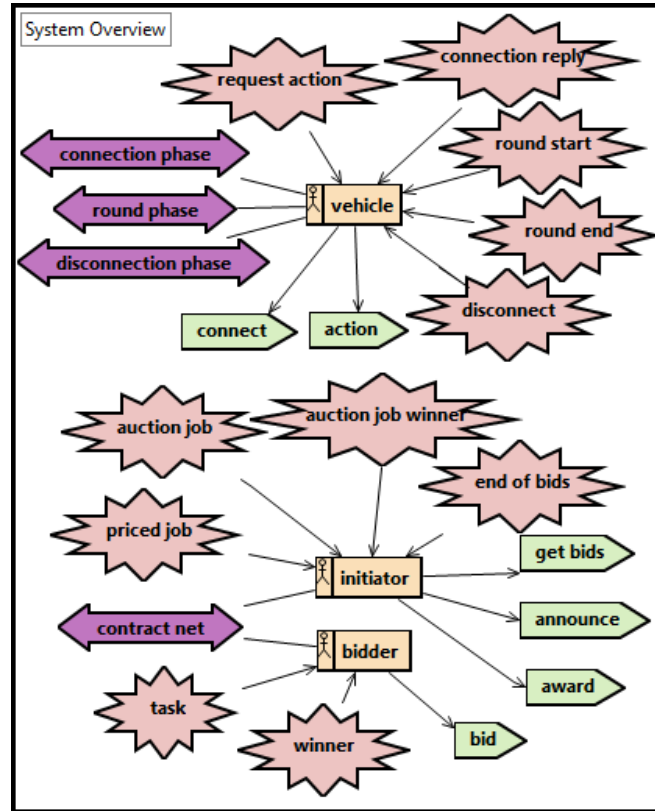 System Overview
request action
connection reply
connection phase
round start
round phase
vehicle
round end
disconnection phase
connect
action
disconnect
auction job
auction job winner
end of bids
priced job
get bids
initiator
contract net
announce
bidder
task
award
winner
bid